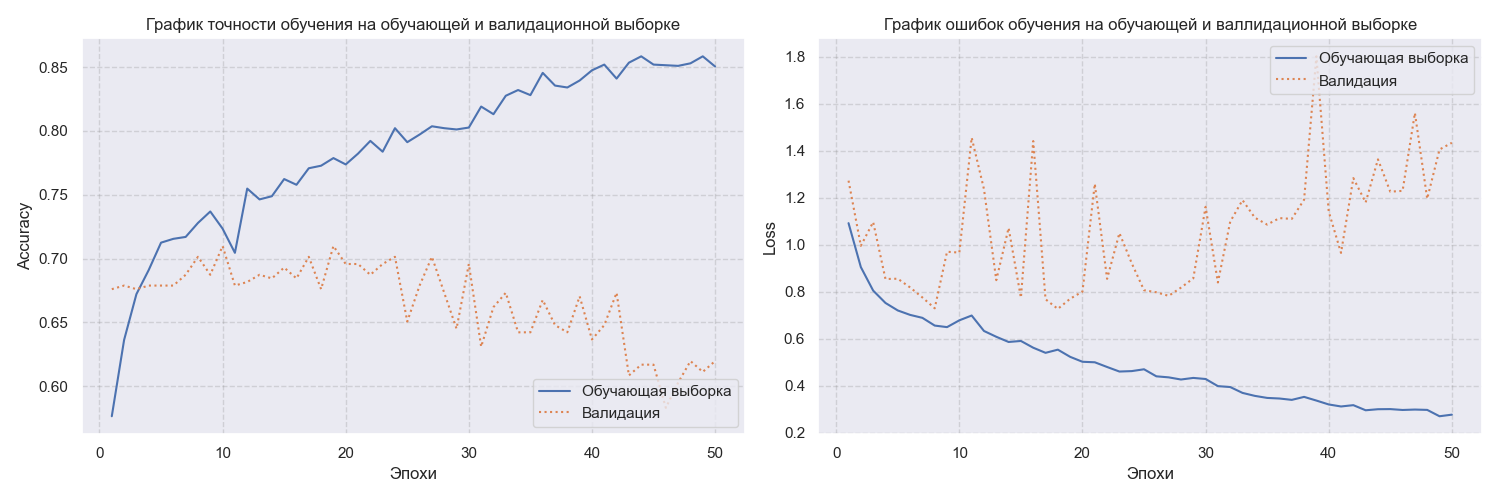 График точности обучения на обучающей и валидационной выборке
Accuracy
0.85
0.80
0.75
0.70
0.65
0.60
0
10
20
30
40
50
Эпохи
Обучающая выборка
Валидация
График ошибок обучения на обучающей и валлидационной выборке
Loss
1.8
1.6
1.4
1.2
1.0
0.8
0.6
0.4
0.2
0
10
20
30
40
50
Эпохи
Обучающая выборка
Валидация